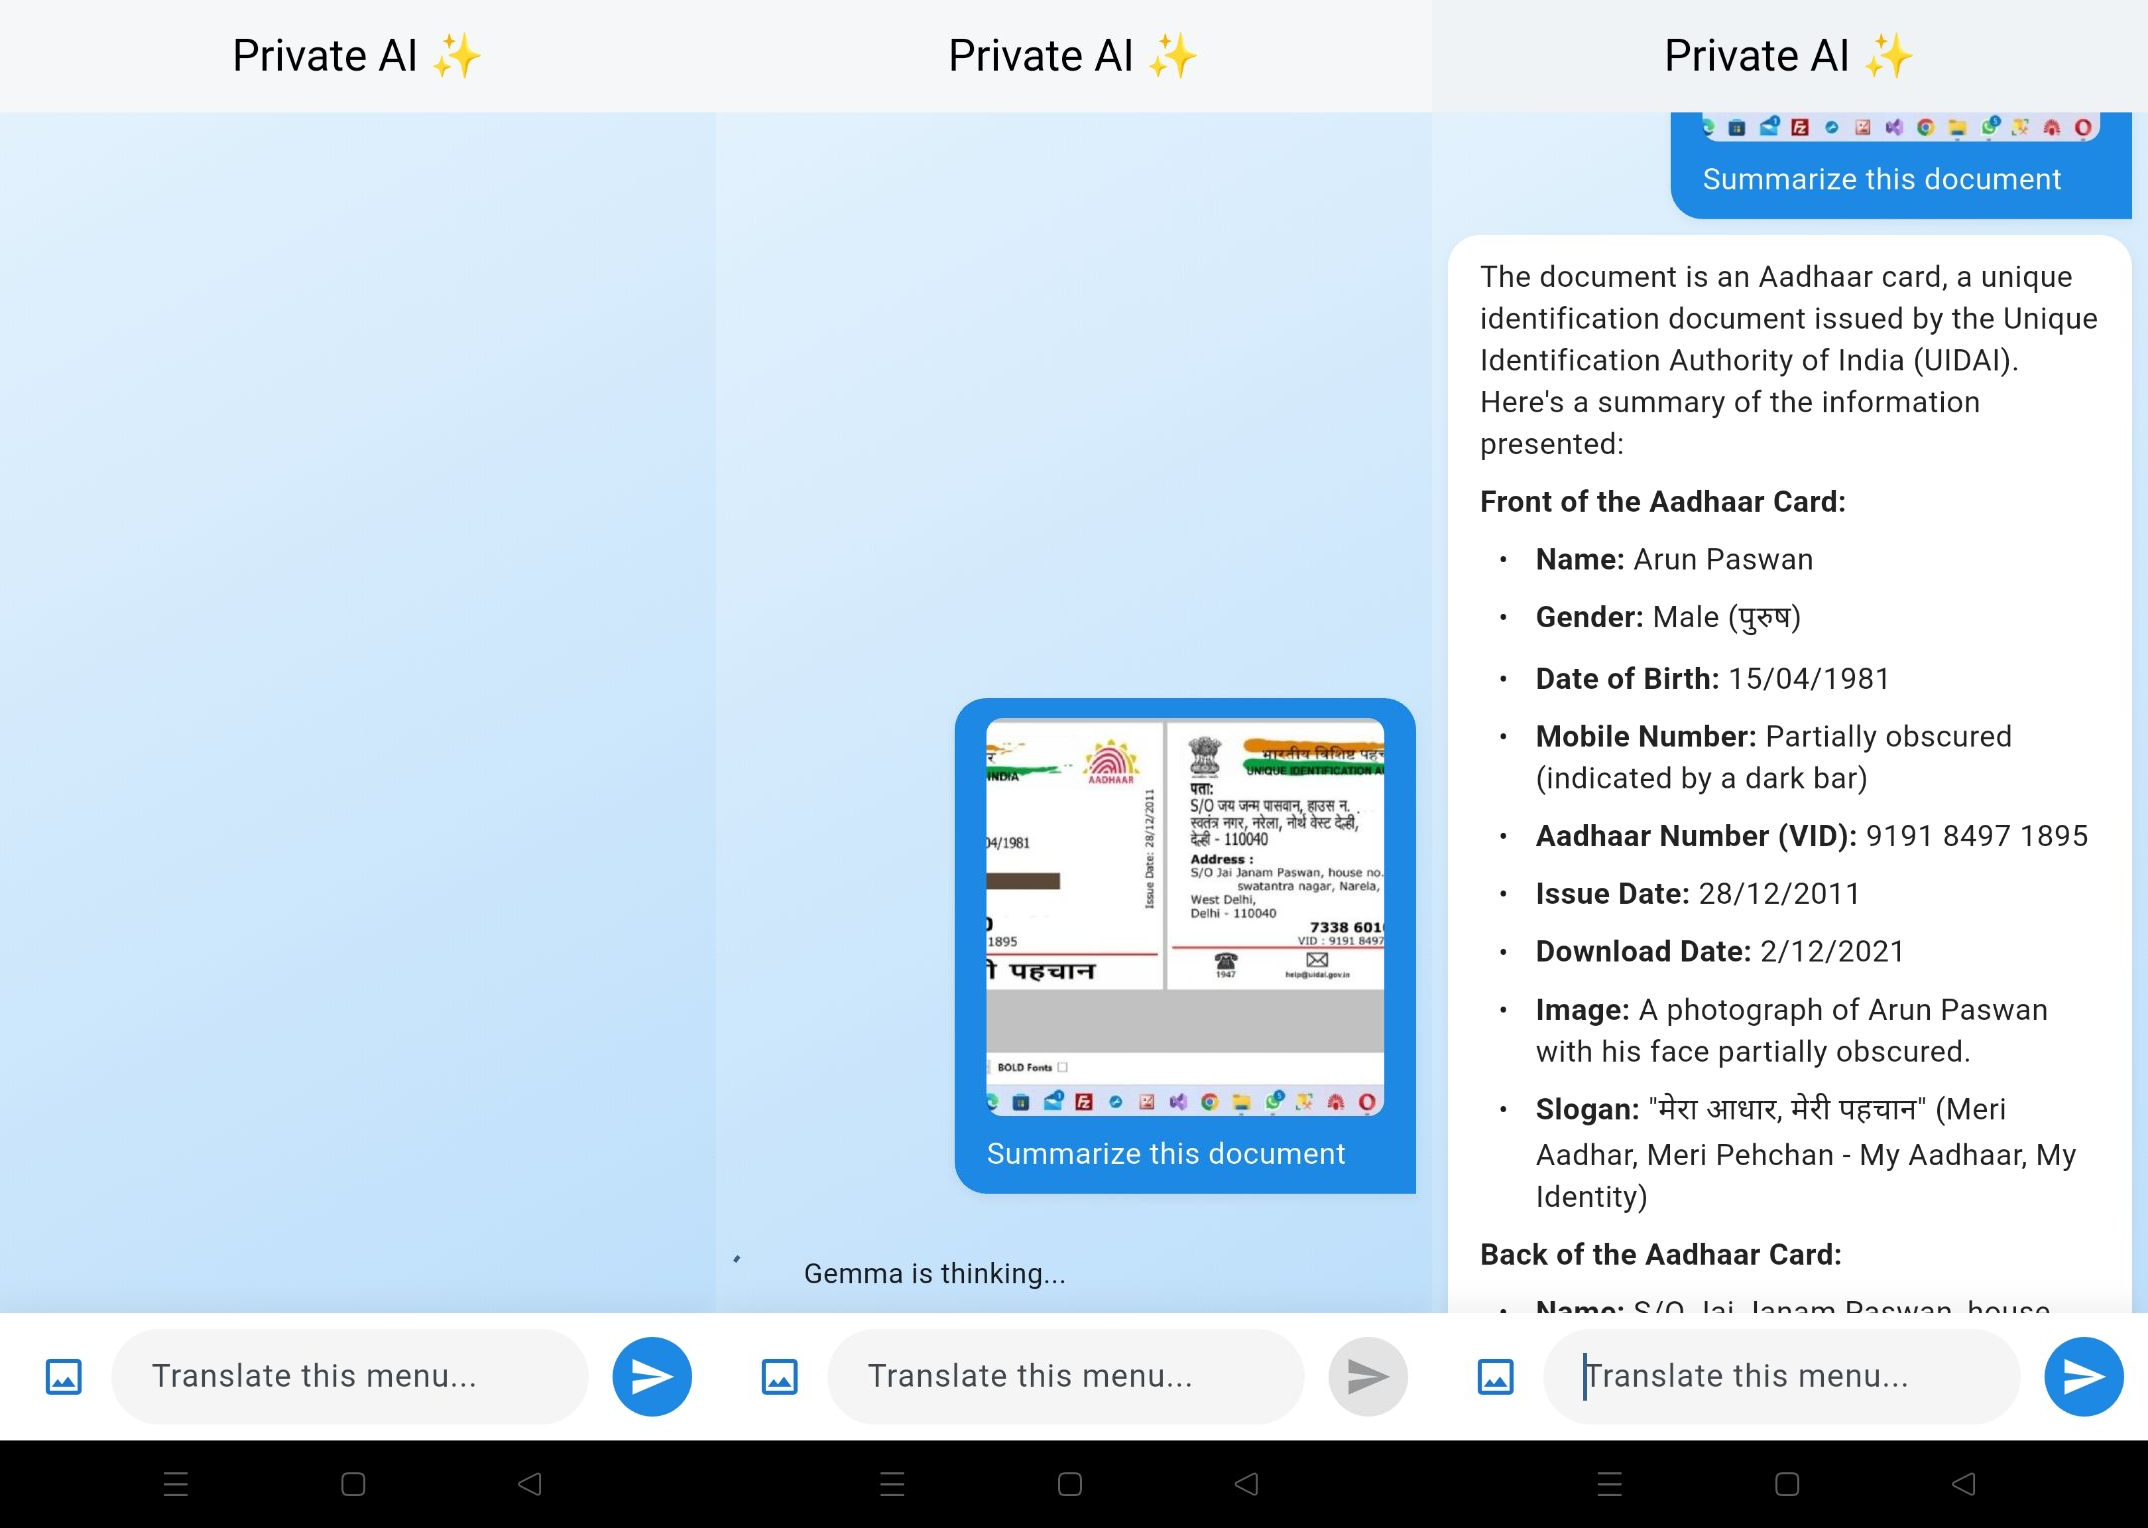 Private AI ✨
Translate this menu...
Private AI ✨
र
INDIA
AADHAAR
04/1981
Issue Date: 28/12/2011
1895
ी पहचान
भारतीय विशिष्ट पहच
UNIQUE IDENTIFICATION A
पता:
S/O जय जन्म पासवान, हाउस न.
स्वतंत्र नगर, नरेला, नोर्थ वेस्ट देल्ही,
देल्ही - 110040
Address :
S/O Jai Janam Paswan, house no.
swatantra nagar, Narela,
West Delhi,
Delhi - 110040
7338 601
VID : 9191 8497
1947
help@uidai.gov.in
BOLD Fonts
Summarize this document
Gemma is thinking...
Translate this menu...
Private AI ✨
Summarize this document
The document is an Aadhaar card, a unique
identification document issued by the Unique
Identification Authority of India (UIDAI).
Here's a summary of the information
presented:
Front of the Aadhaar Card:
• Name: Arun Paswan
• Gender: Male (पुरुष)
• Date of Birth: 15/04/1981
• Mobile Number: Partially obscured
(indicated by a dark bar)
• Aadhaar Number (VID): 9191 8497 1895
• Issue Date: 28/12/2011
• Download Date: 2/12/2021
• Image: A photograph of Arun Paswan
with his face partially obscured.
• Slogan: "मेरा आधार, मेरी पहचान" (Meri
Aadhar, Meri Pehchan - My Aadhaar, My
Identity)
Back of the Aadhaar Card:
• Name: S/O Jai Janam Paswan, house
Translate this menu...